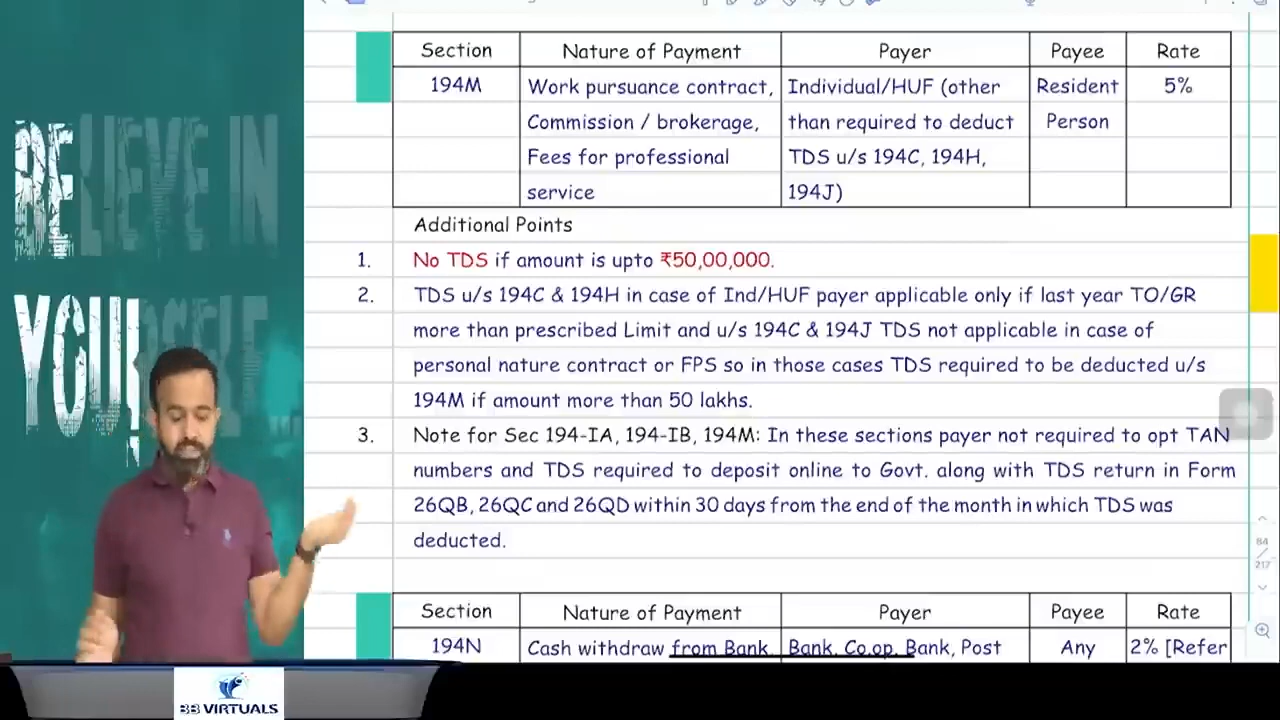 BELIEVE IN
YOURSELF
Section Nature of Payment Payer Payee Rate
194M Work pursuance contract, Individual/HUF (other Resident 5%
Commission / brokerage, than required to deduct Person
Fees for professional TDS u/s 194C, 194H,
service 194J)
Additional Points
1. No TDS if amount is upto ₹50,00,000.
2. TDS u/s 194C & 194H in case of Ind/HUF payer applicable only if last year TO/GR
more than prescribed Limit and u/s 194C & 194J TDS not applicable in case of
personal nature contract or FPS so in those cases TDS required to be deducted u/s
194M if amount more than 50 lakhs.
3. Note for Sec 194-IA, 194-IB, 194M: In these sections payer not required to opt TAN
numbers and TDS required to deposit online to Govt. along with TDS return in Form
26QB, 26QC and 26QD within 30 days from the end of the month in which TDS was
deducted.
84
/
217
Section Nature of Payment Payer Payee Rate
194N Cash withdraw from Bank. Bank, Co.op. Bank, Post Any 2% [Refer
BB VIRTUALS